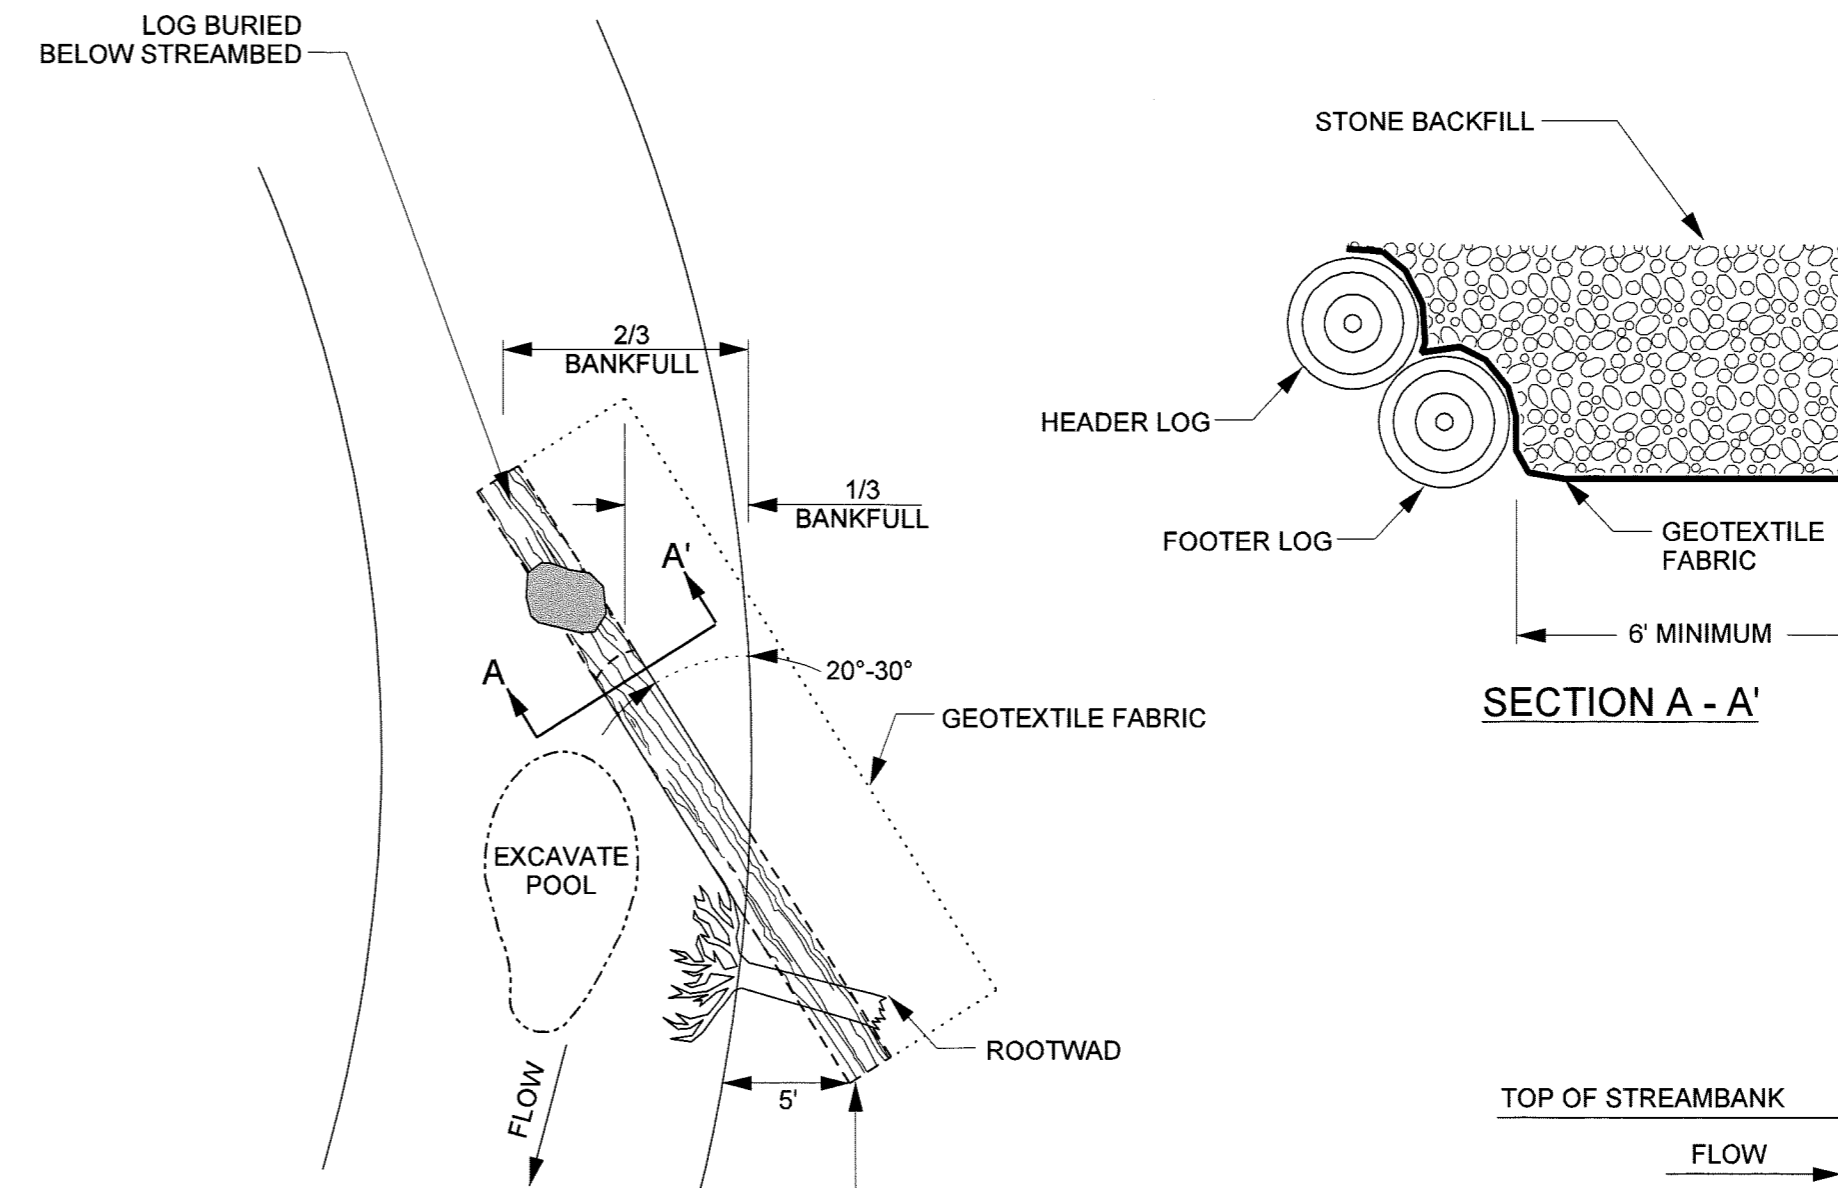 LOG BURIED
BELOW STREAMBED
2/3
BANKFULL
1/3
BANKFULL
A'
A
20°-30°
GEOTEXTILE FABRIC
EXCAVATE
POOL
ROOTWAD
5'
FLOW
STONE BACKFILL
HEADER LOG
FOOTER LOG
GEOTEXTILE
FABRIC
6' MINIMUM
SECTION A - A'
TOP OF STREAMBANK
FLOW